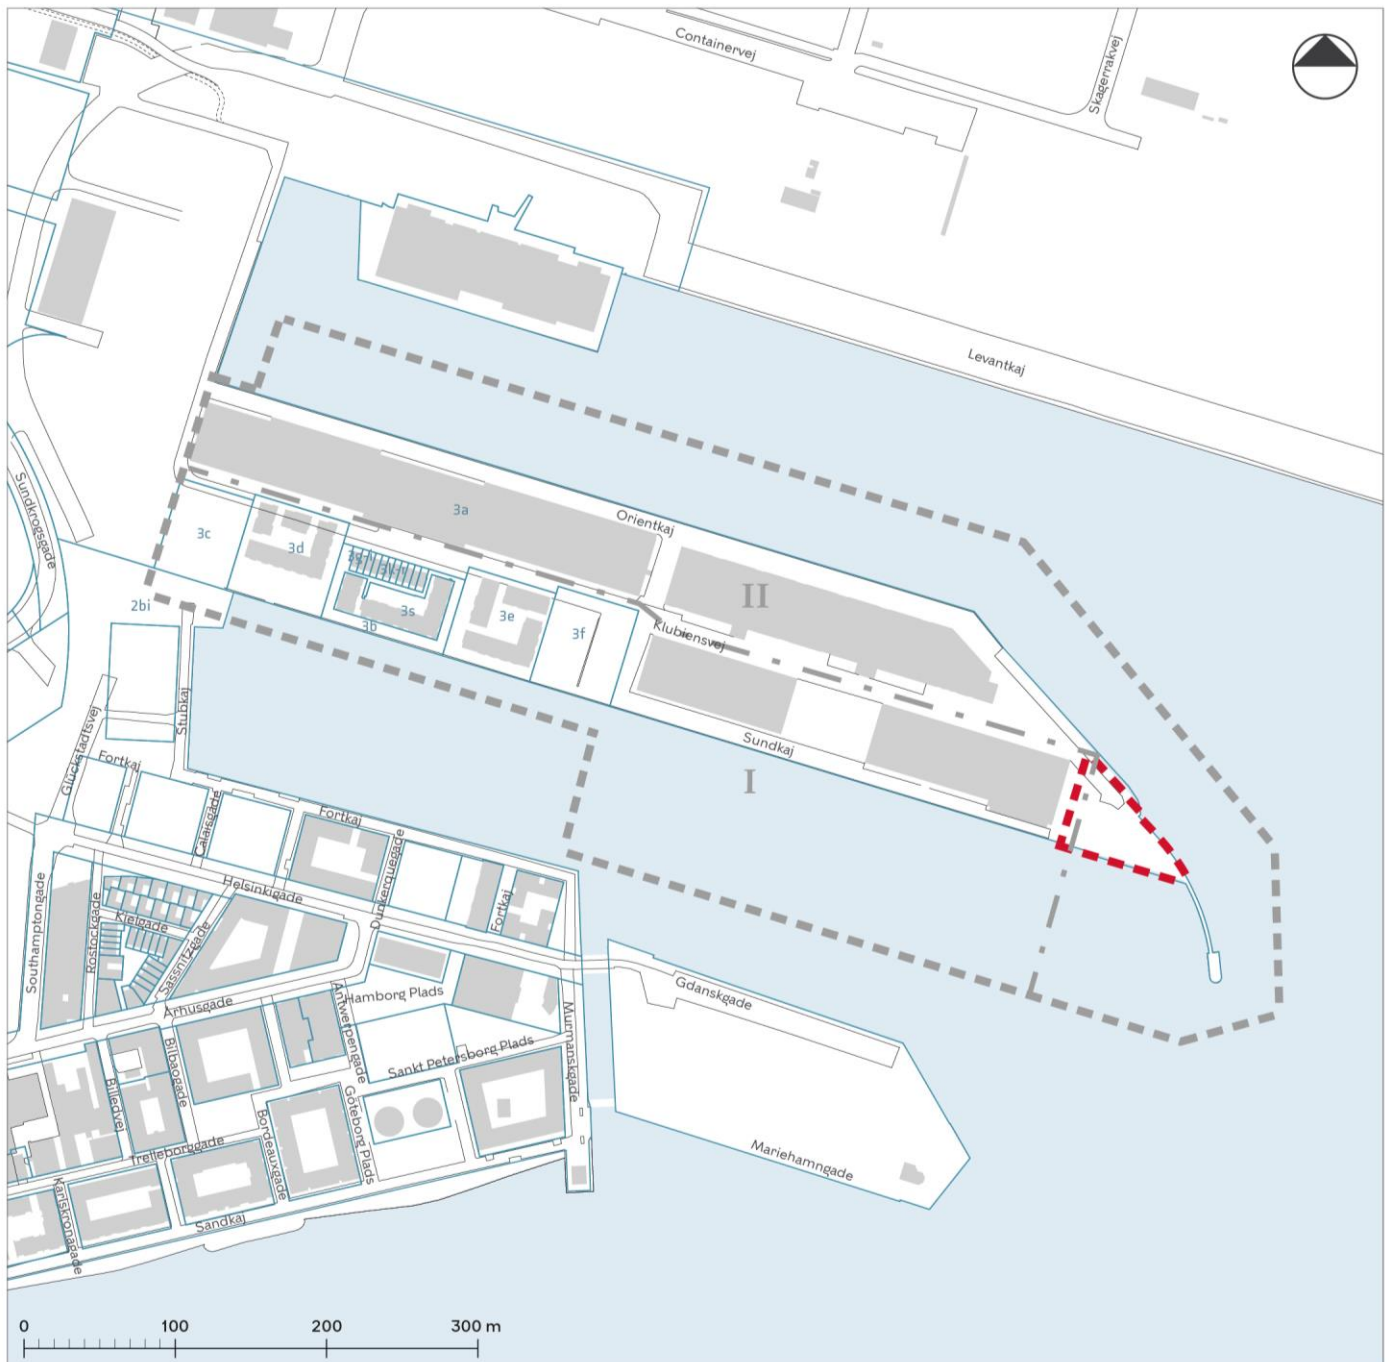 Containervej
Skagerrakvej
Levantkaj
Sundkrogsgade
3a
Orientkaj
3c
3d
3s
3b
3e
3f
2bi
II
Klubiensvej
Stubkaj
Sundkaj
I
Glückstadtsvej
Fortkaj
Calaisgade
Fortkaj
Dunkerquegade
Fortkaj
Helsinkigade
Southamptongade
Rostockgade
Kielgade
Sassnitzgade
Århusgade
Hamborg Plads
Antwerpengade
Gdanskgade
Murmanskgade
Sankt Petersborg Plads
Billedvej
Bilbaogade
Bordeauxgade
Göteborg Plads
Mariehamngade
Trelleborggade
Karlskronagade
Sandkaj
0 100 200 300 m